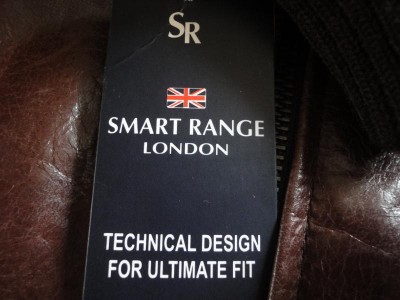 SR
SMART RANGE
LONDON
TECHNICAL DESIGN
FOR ULTIMATE FIT